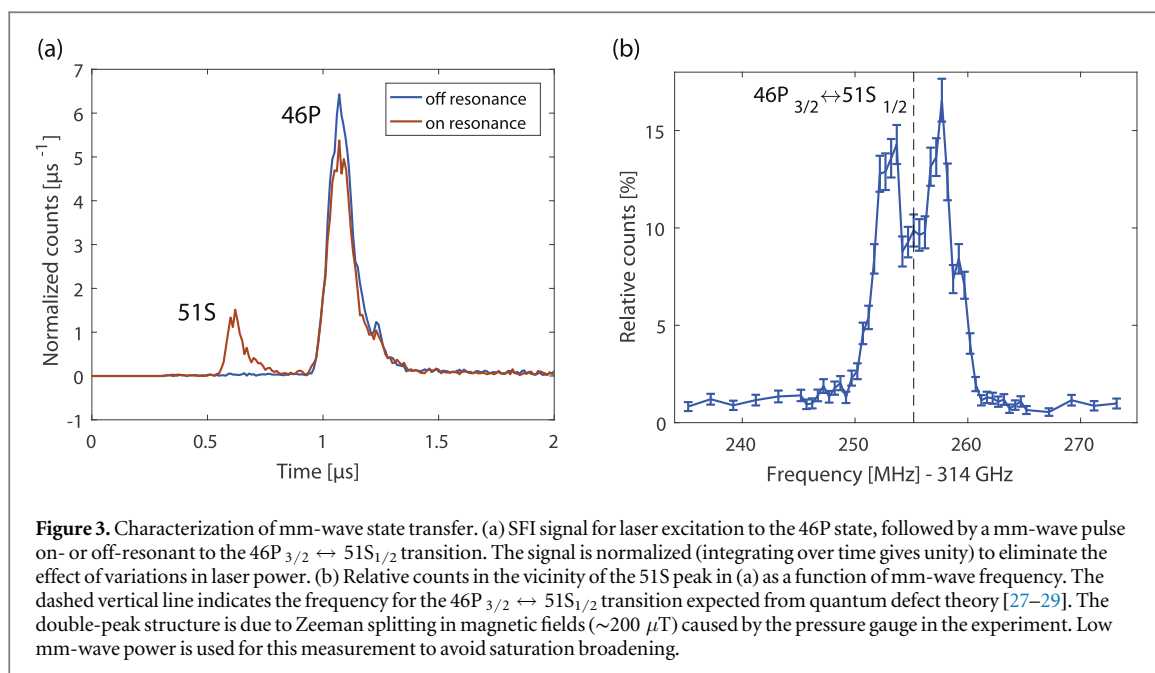 (a)
7
6
5
4
3
2
1
0
-1
Normalized counts [µs⁻¹]
46P
51S
off resonance
on resonance
0
0.5
1
1.5
2
Time [µs]
(b)
46P 3/2↔51S 1/2
15
10
5
0
Relative counts [%]
240
250
260
270
Frequency [MHz] - 314 GHz
Figure 3. Characterization of mm-wave state transfer. (a) SFI signal for laser excitation to the 46P state, followed by a mm-wave pulse
on- or off-resonant to the 46P 3/2 ↔ 51S1/2 transition. The signal is normalized (integrating over time gives unity) to eliminate the
effect of variations in laser power. (b) Relative counts in the vicinity of the 51S peak in (a) as a function of mm-wave frequency. The
dashed vertical line indicates the frequency for the 46P 3/2 ↔ 51S1/2 transition expected from quantum defect theory [27–29]. The
double-peak structure is due to Zeeman splitting in magnetic fields (~200 µT) caused by the pressure gauge in the experiment. Low
mm-wave power is used for this measurement to avoid saturation broadening.